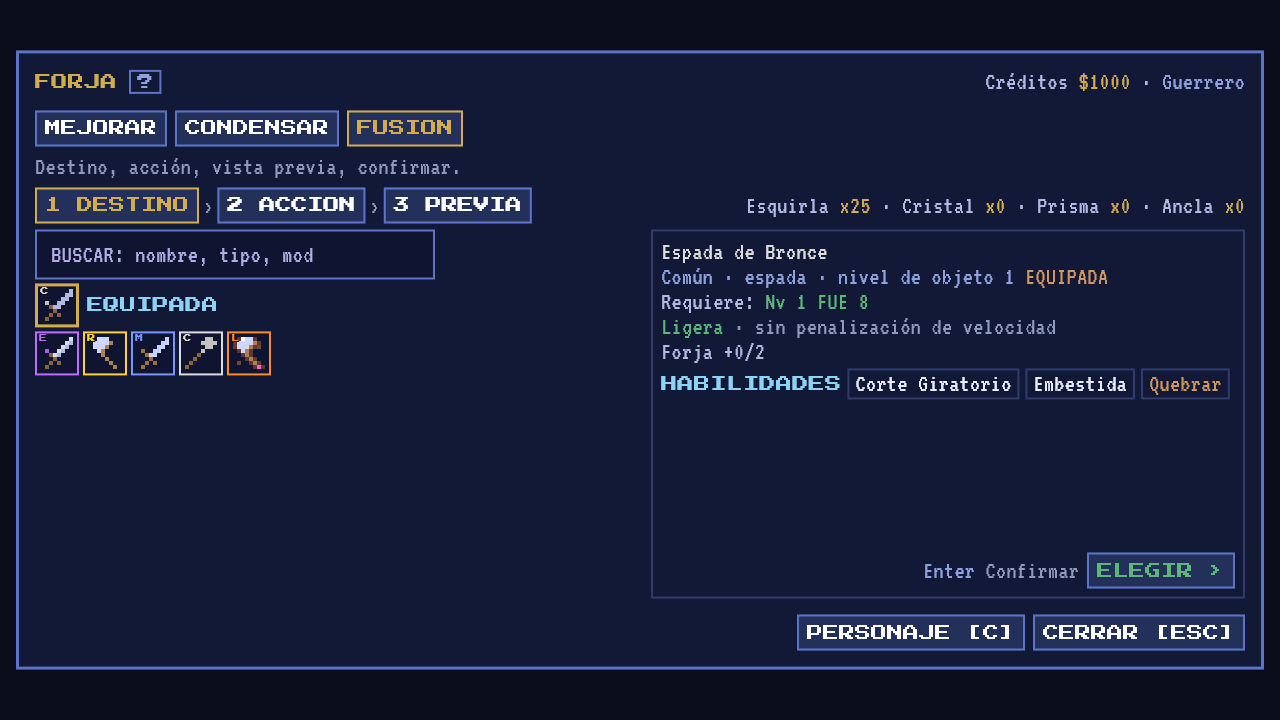 FORJA ?
Créditos $1000 · Guerrero
MEJORAR CONDENSAR FUSION
Destino, acción, vista previa, confirmar.
1 DESTINO › 2 ACCION › 3 PREVIA
Esquirla x25 · Cristal x0 · Prisma x0 · Ancla x0
BUSCAR: nombre, tipo, mod
C EQUIPADA
E R M C L
Espada de Bronce
Común · espada · nivel de objeto 1 EQUIPADA
Requiere: Nv 1 FUE 8
Ligera · sin penalización de velocidad
Forja +0/2
HABILIDADES Corte Giratorio Embestida Quebrar
Enter Confirmar ELEGIR >
PERSONAJE [C] CERRAR [ESC]